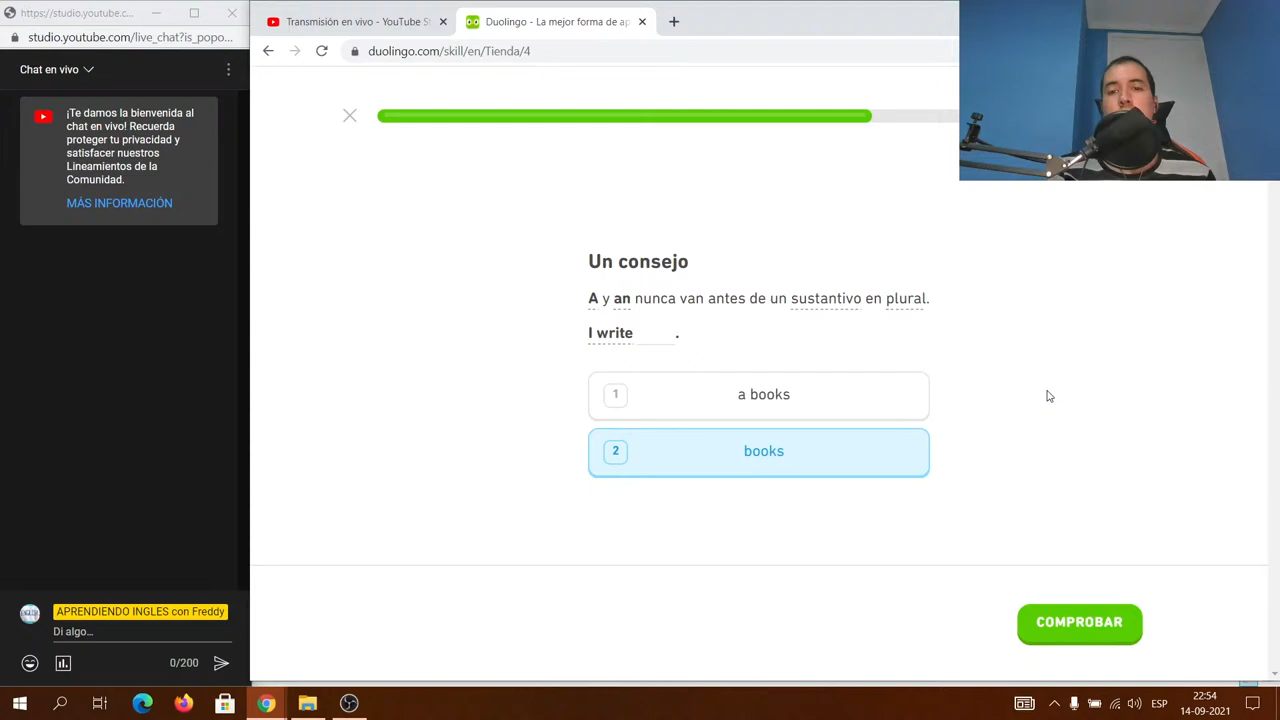 https://studio.youtube.c...
studio.youtube.com/live_chat?is_popo...
Chat en vivo
¡Te damos la bienvenida al
chat en vivo! Recuerda
proteger tu privacidad y
satisfacer nuestros
Lineamientos de la
Comunidad.
MÁS INFORMACIÓN
APRENDIENDO INGLES con Freddy
Di algo...
0/200
Transmisión en vivo - YouTube S
Duolingo - La mejor forma de ap
duolingo.com/skill/en/Tienda/4
Un consejo
A y an nunca van antes de un sustantivo en plural.
I write ____.
1 a books
2 books
COMPROBAR
ESP
22:54
14-09-2021